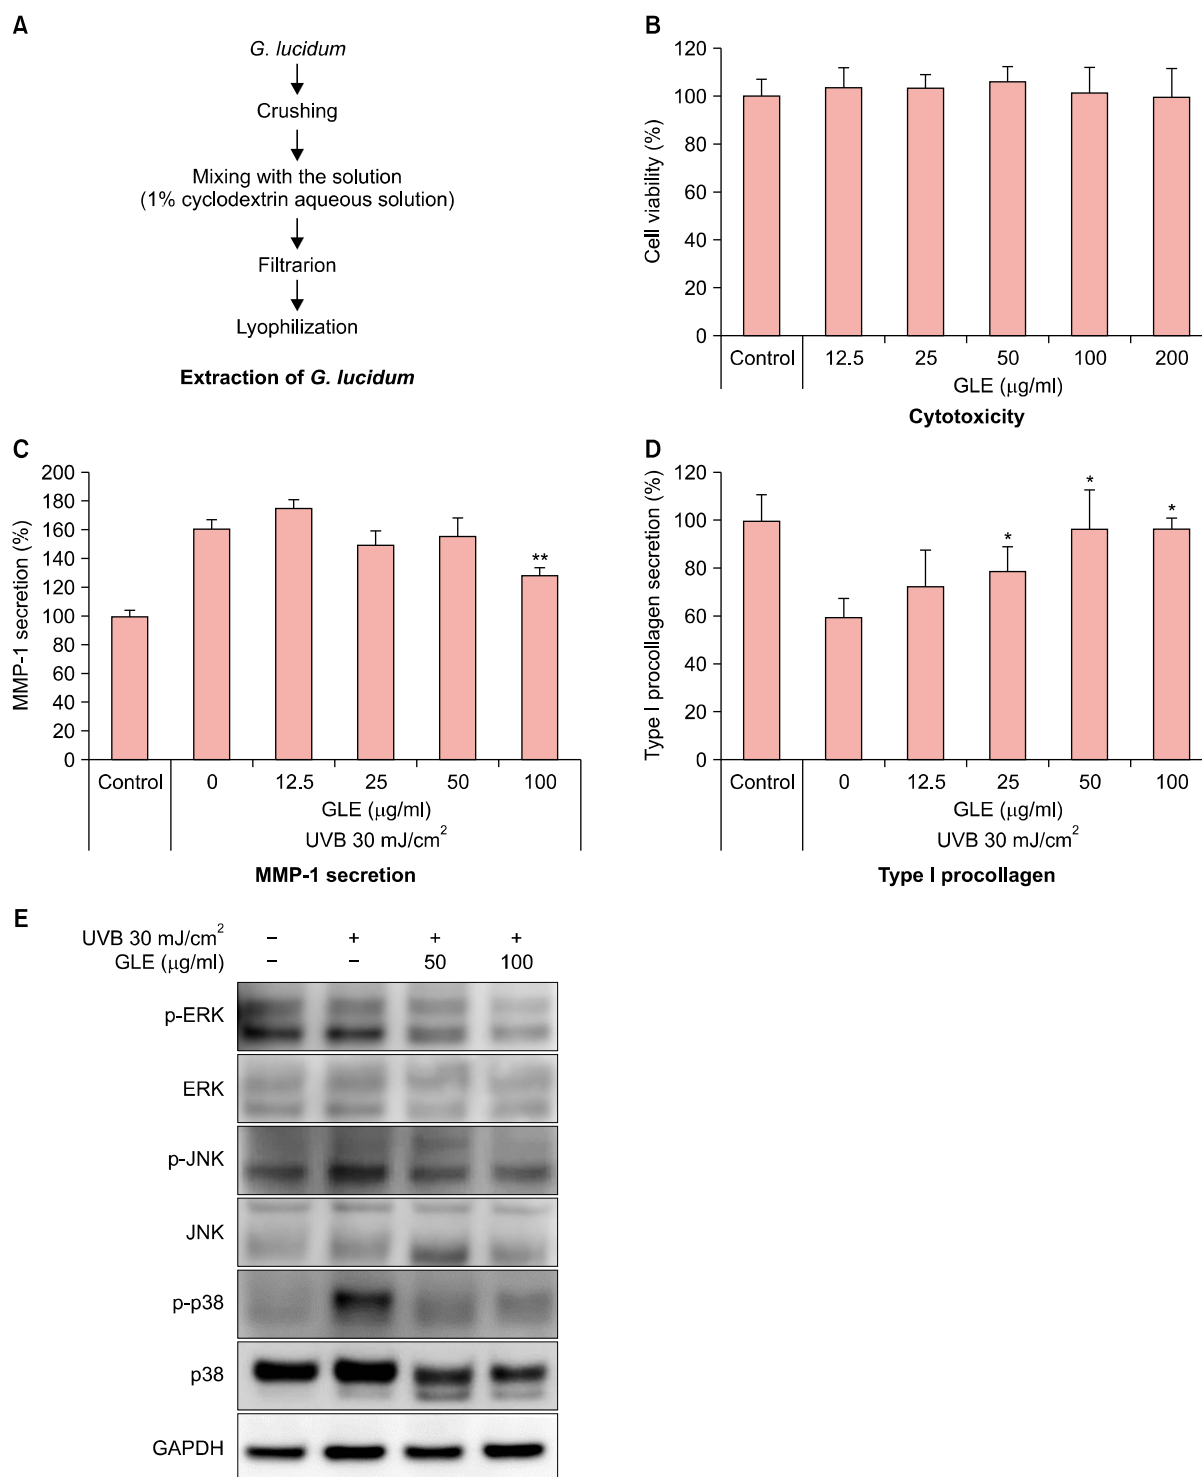 A
G. lucidum
Crushing
Mixing with the solution
(1% cyclodextrin aqueous solution)
Filtrarion
Lyophilization
Extraction of G. lucidum
B
Cell viability (%)
120
100
80
60
40
20
0
Control 12.5 25 50 100 200
GLE (μg/ml)
Cytotoxicity
C
MMP-1 secretion (%)
200
180
160
140
120
100
80
60
40
20
0
**
Control 0 12.5 25 50 100
GLE (μg/ml)
UVB 30 mJ/cm²
MMP-1 secretion
D
Type I procollagen secretion (%)
120
100
80
60
40
20
0
* * *
Control 0 12.5 25 50 100
GLE (μg/ml)
UVB 30 mJ/cm²
Type I procollagen
E
UVB 30 mJ/cm² − + + +
GLE (μg/ml) − − 50 100
p-ERK
ERK
p-JNK
JNK
p-p38
p38
GAPDH